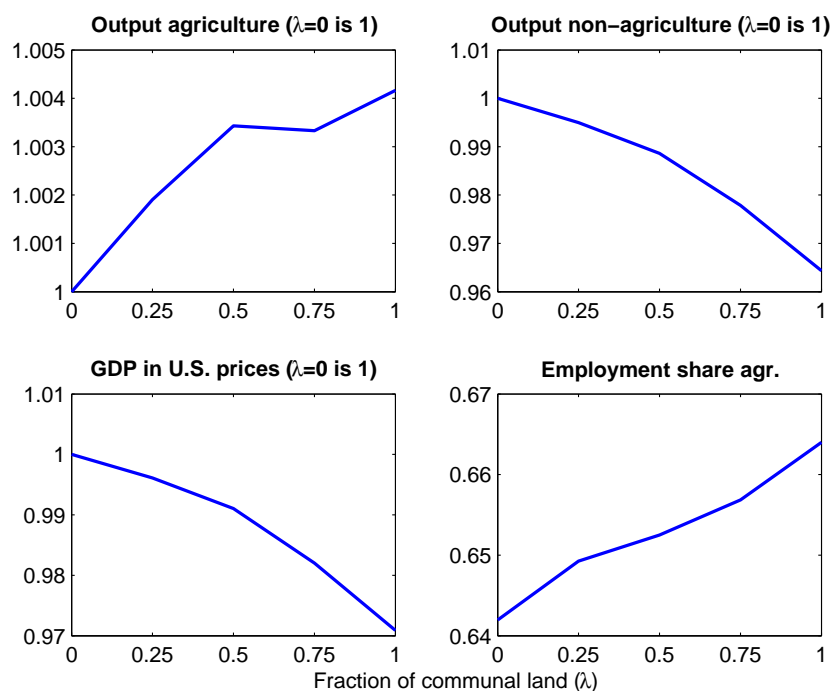 Output agriculture (λ=0 is 1)
1.005
1.004
1.003
1.002
1.001
1
0 0.25 0.5 0.75 1
Output non−agriculture (λ=0 is 1)
1.01
1
0.99
0.98
0.97
0.96
0 0.25 0.5 0.75 1
GDP in U.S. prices (λ=0 is 1)
1.01
1
0.99
0.98
0.97
0 0.25 0.5 0.75 1
Employment share agr.
0.67
0.66
0.65
0.64
0 0.25 0.5 0.75 1
Fraction of communal land (λ)